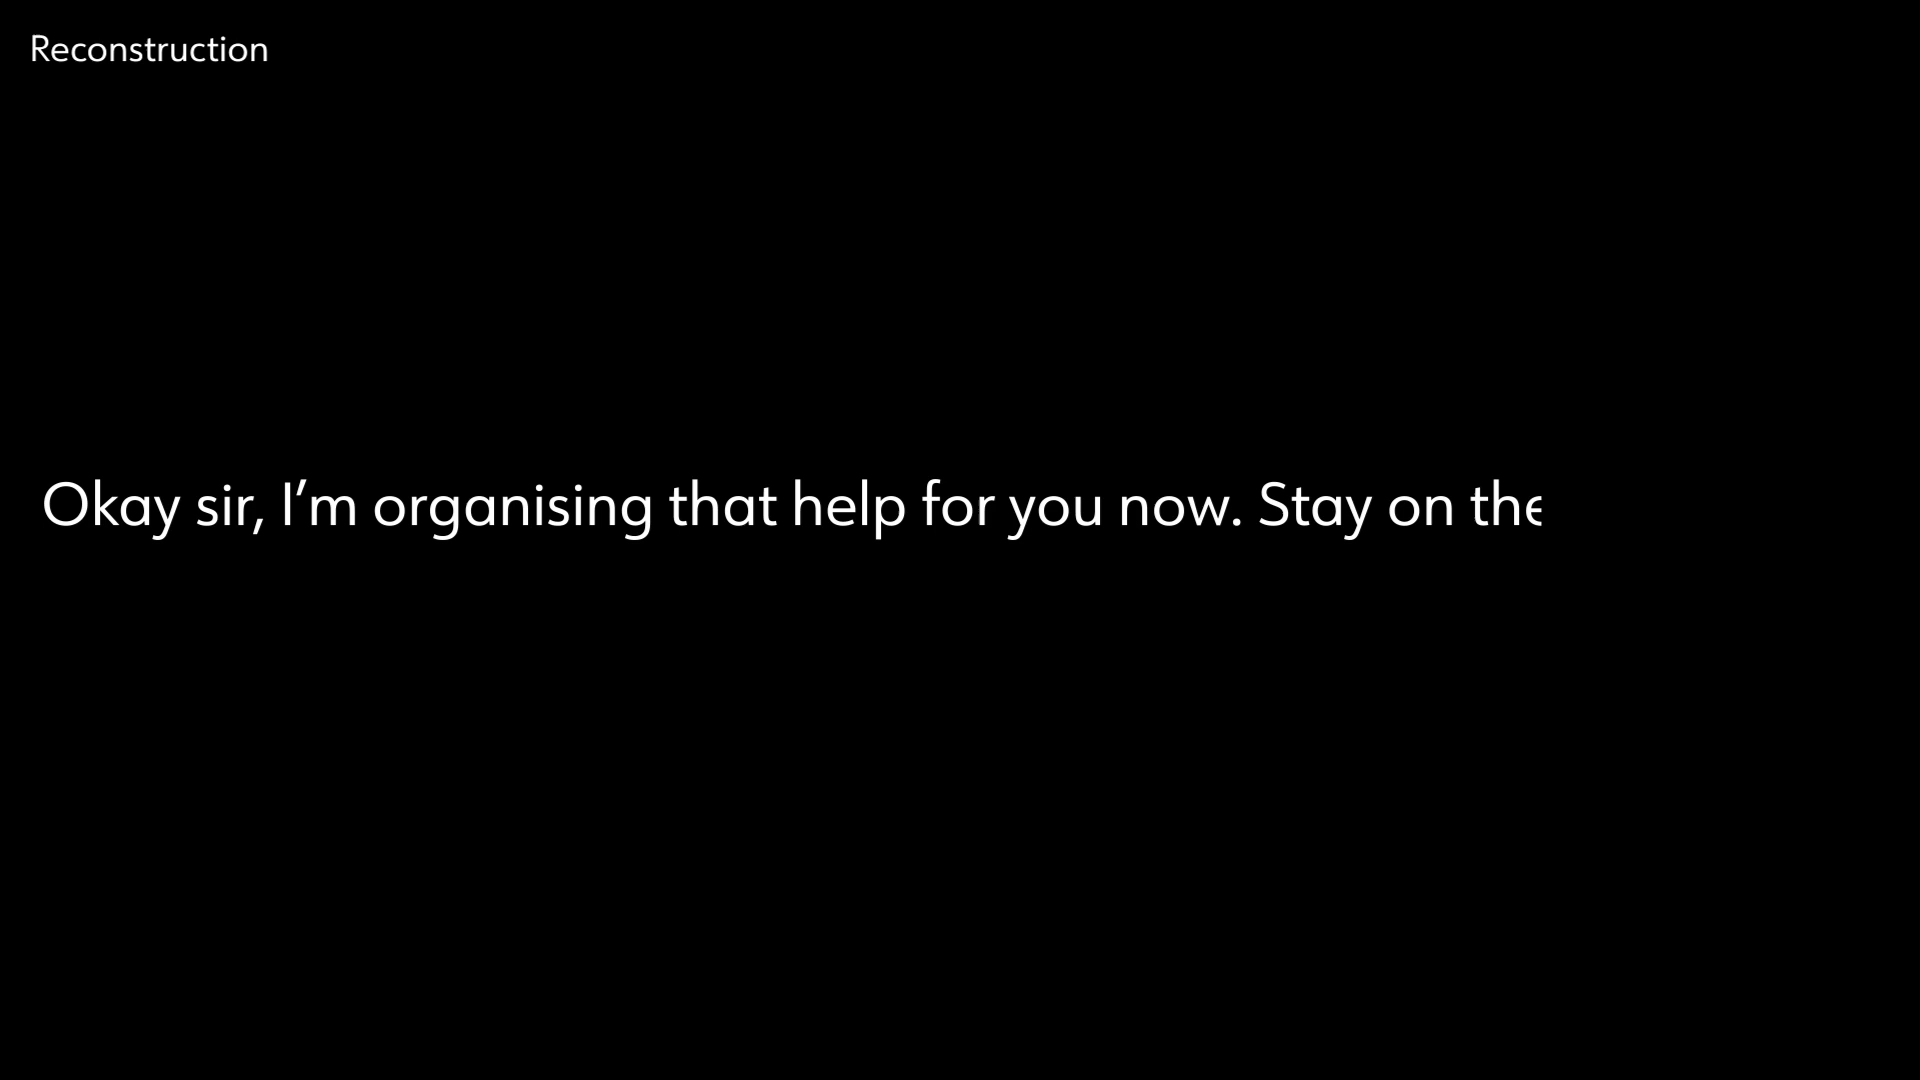 Reconstruction
Okay sir, I’m organising that help for you now. Stay on the